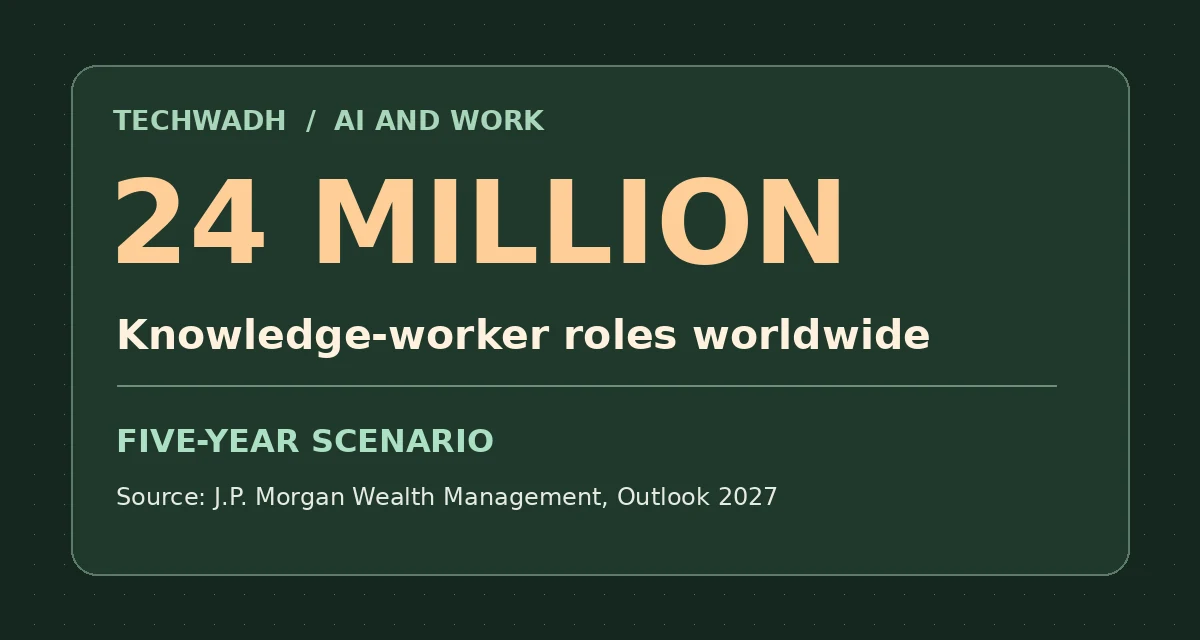 TECHWADH / AI AND WORK
24 MILLION
Knowledge-worker roles worldwide
FIVE-YEAR SCENARIO
Source: J.P. Morgan Wealth Management, Outlook 2027